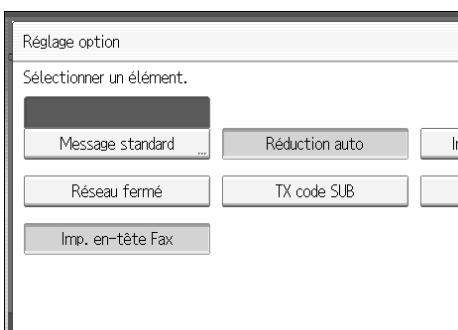 Réglage option
Sélectionner un élément.
Message standard ...
Réduction auto
Réseau fermé
TX code SUB
Imp. en-tête Fax